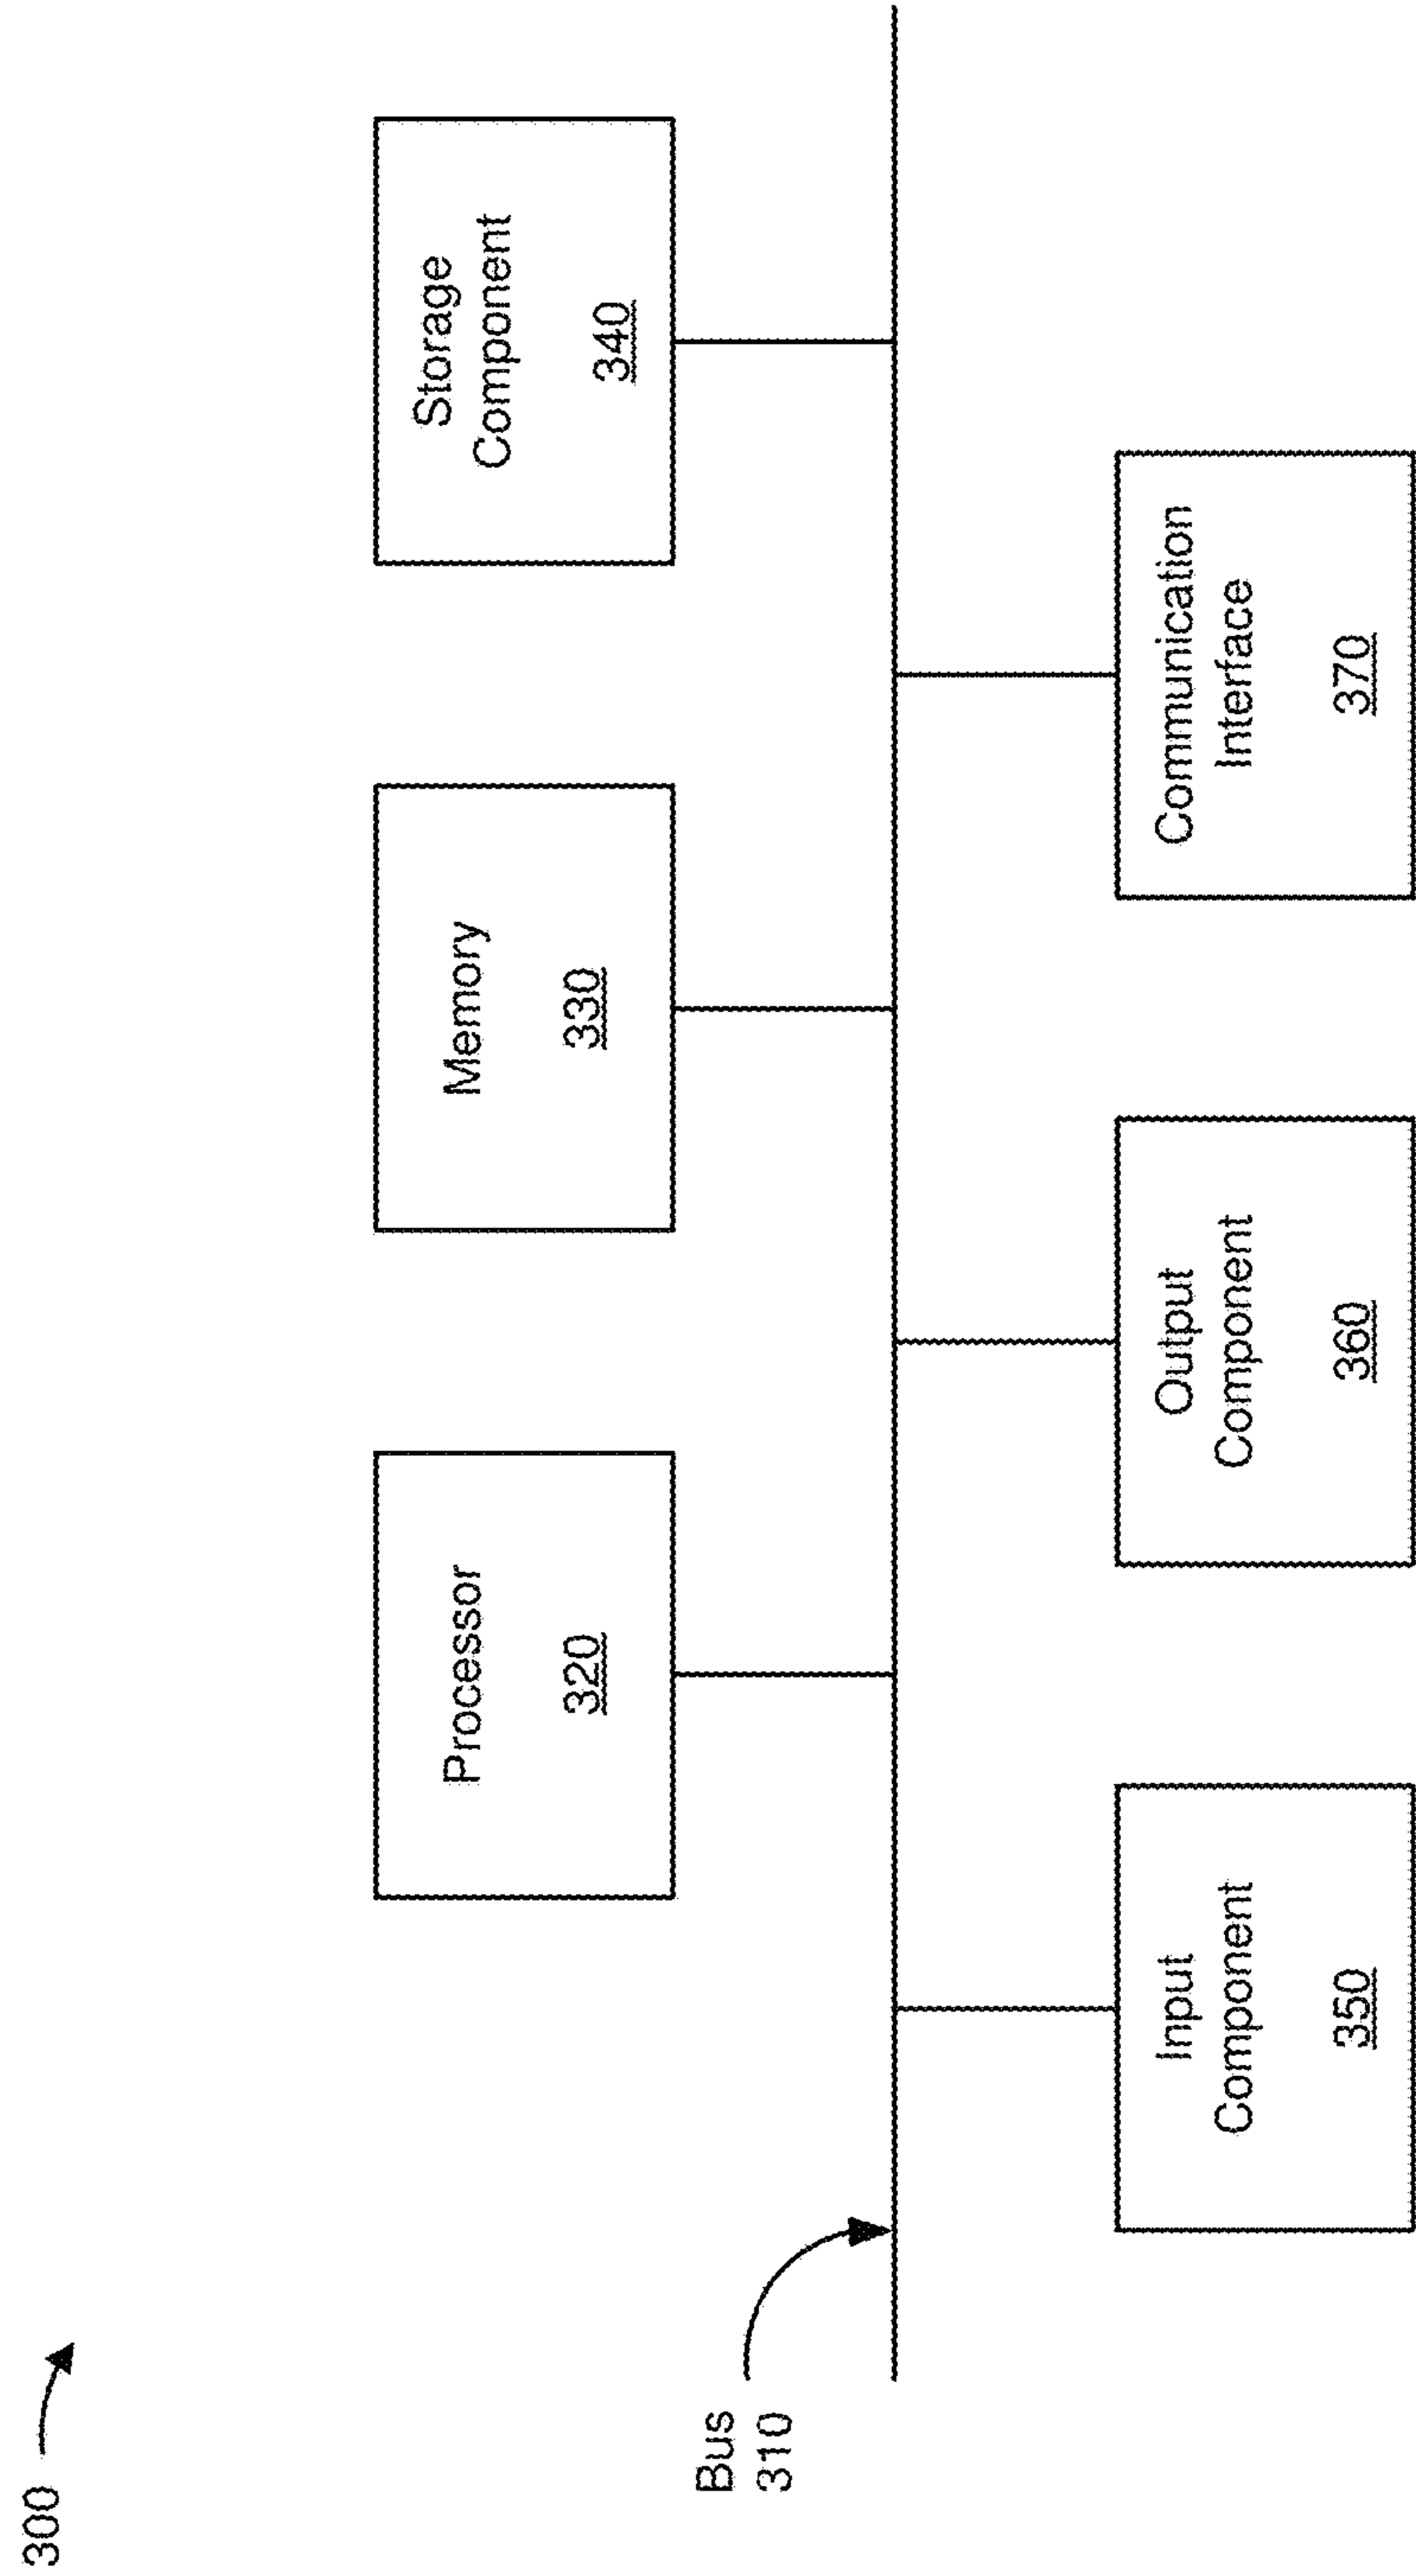 300
Bus
310
Processor
320
Memory
330
Storage
Component
340
Input
Component
350
Output
Component
360
Communication
Interface
370